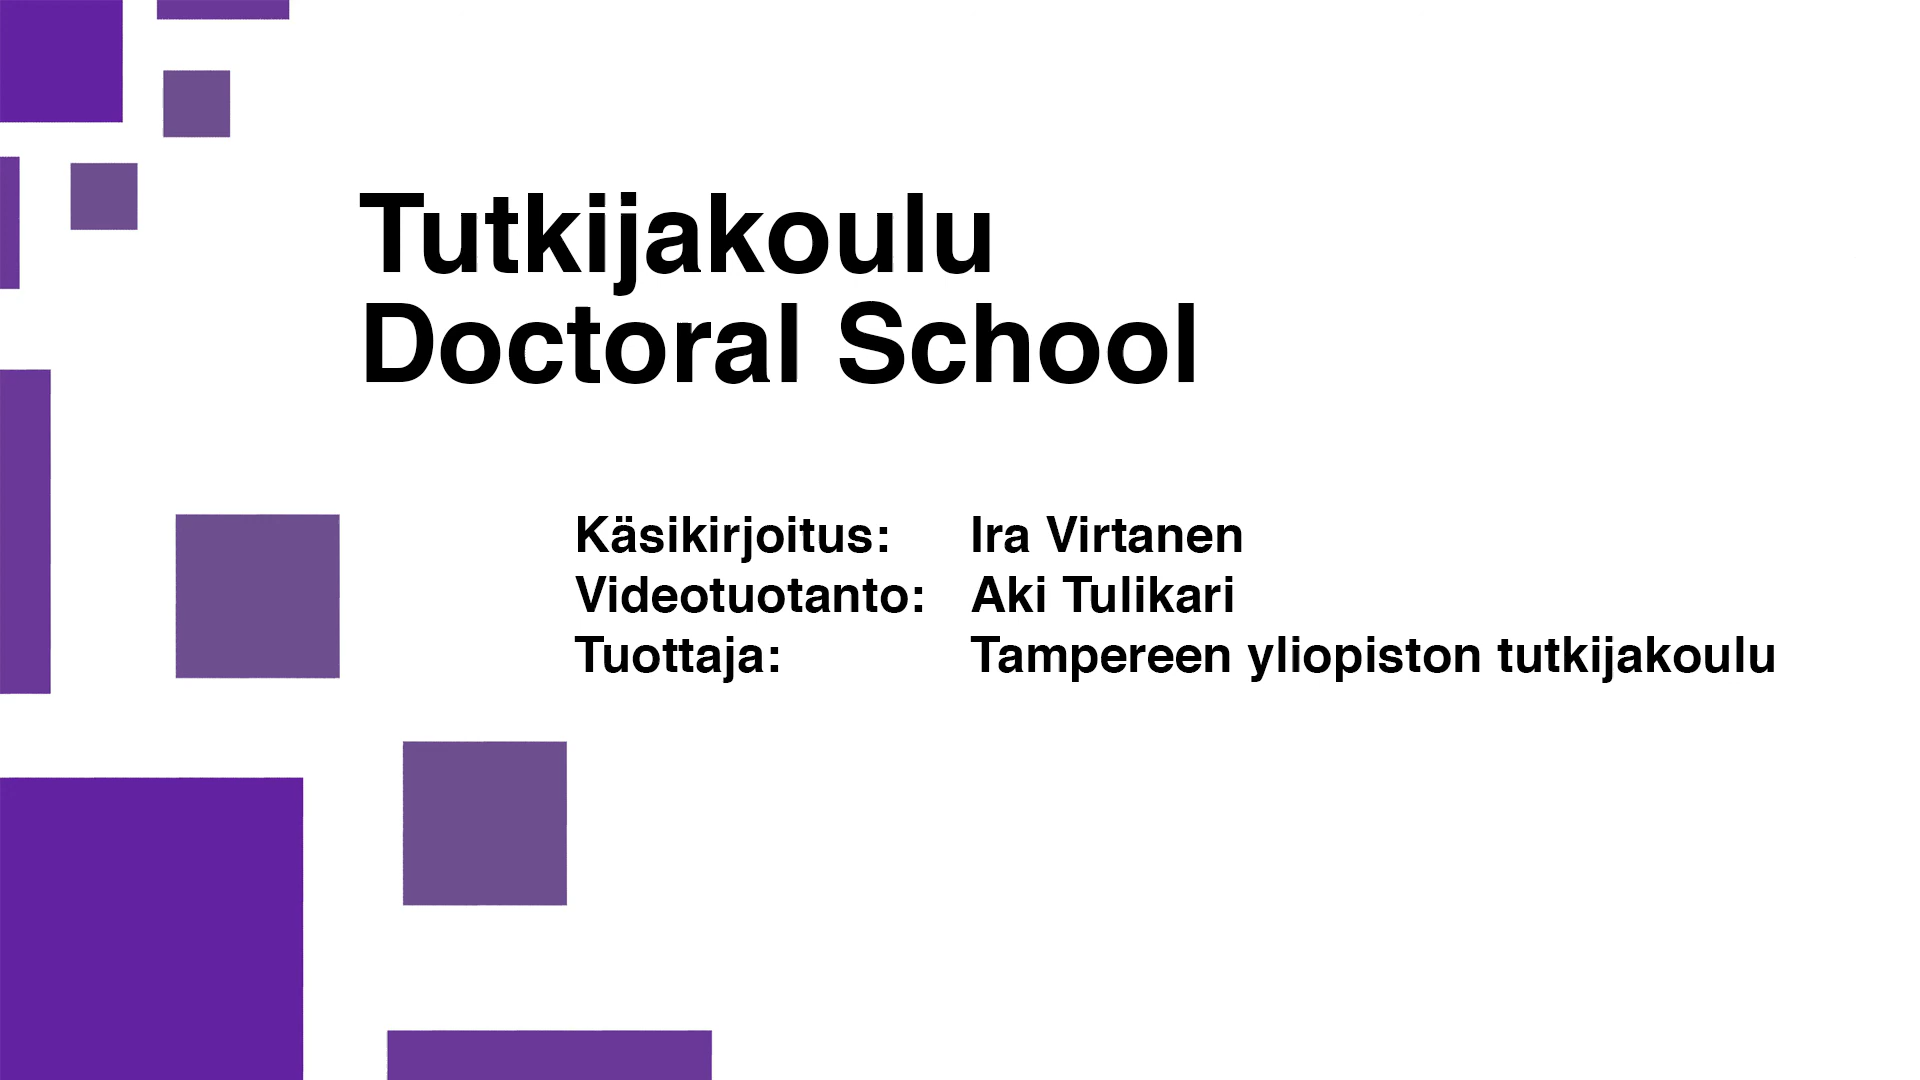 Tutkijakoulu
Doctoral School
Käsikirjoitus: Ira Virtanen
Videotuotanto: Aki Tulikari
Tuottaja: Tampereen yliopiston tutkijakoulu